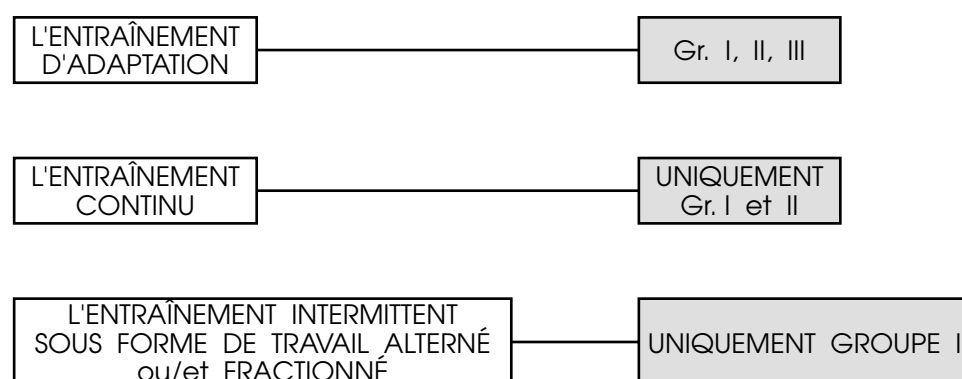 L'ENTRAÎNEMENT
D'ADAPTATION
Gr. I, II, III
L'ENTRAÎNEMENT
CONTINU
UNIQUEMENT
Gr. I et II
L'ENTRAÎNEMENT INTERMITTENT
SOUS FORME DE TRAVAIL ALTERNÉ
ou/et FRACTIONNÉ
UNIQUEMENT GROUPE I